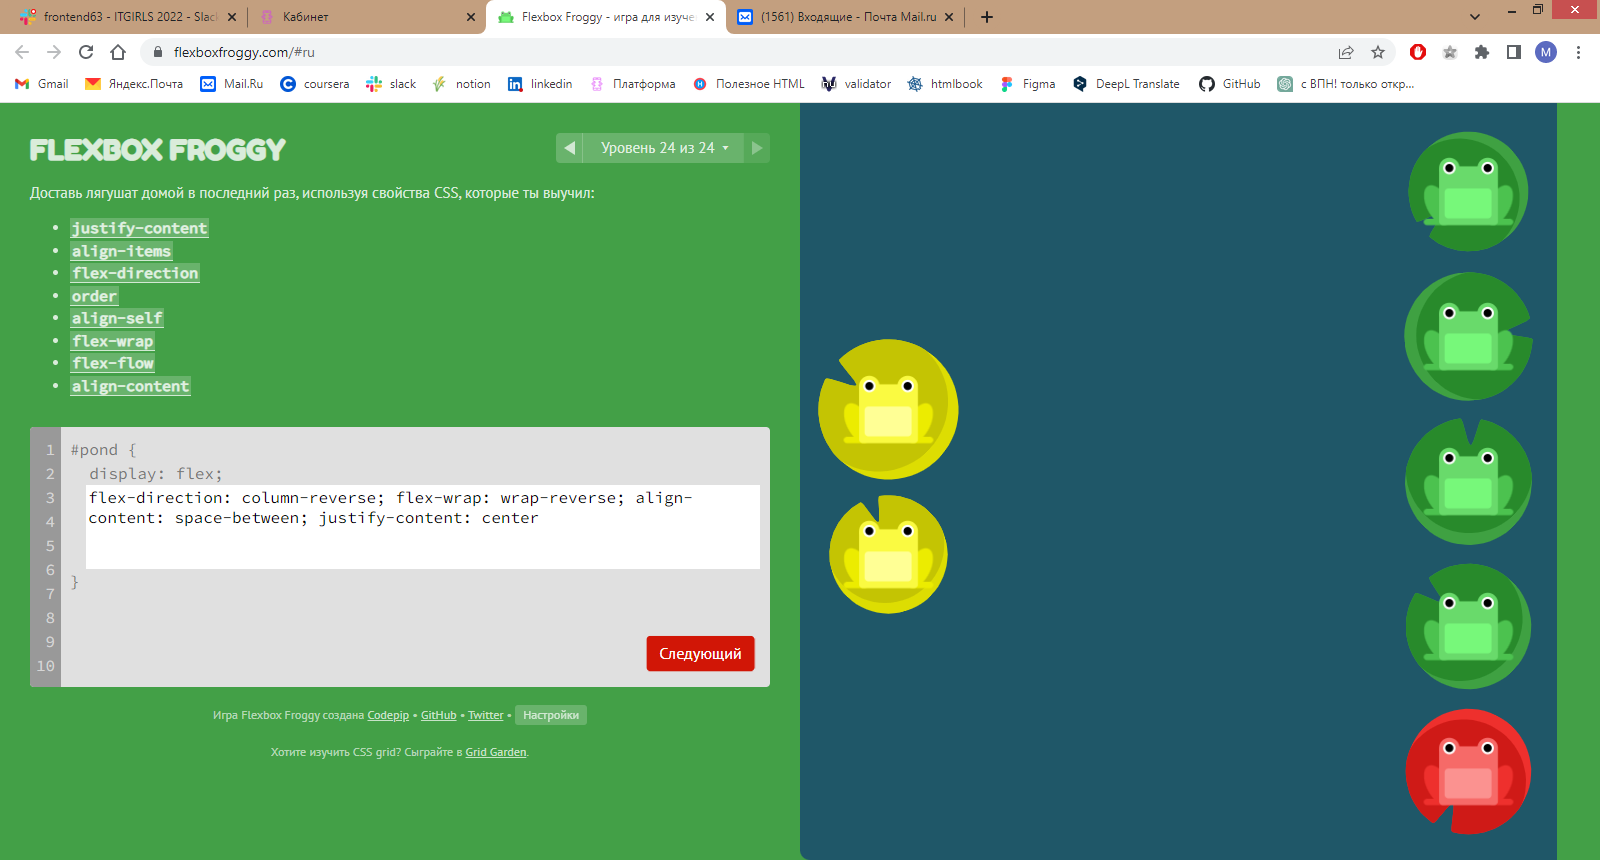 frontend63 - ITGIRLS 2022 - Slac
Кабинет
Flexbox Froggy - игра для изуче
(1561) Входящие - Почта Mail.ru
flexboxfroggy.com/#ru
M
Gmail
Яндекс.Почта
Mail.Ru
coursera
slack
notion
linkedin
Платформа
Полезное HTML
validator
htmlbook
Figma
DeepL Translate
GitHub
с ВПН! только откр...
FLEXBOX FROGGY
Уровень 24 из 24
Доставь лягушат домой в последний раз, используя свойства CSS, которые ты выучил:
justify-content
align-items
flex-direction
order
align-self
flex-wrap
flex-flow
align-content
1 #pond {
2 display: flex;
3 flex-direction: column-reverse; flex-wrap: wrap-reverse; align-
4 content: space-between; justify-content: center
5
6 }
7
8
9
10
Следующий
Игра Flexbox Froggy создана Codepip • GitHub • Twitter • Настройки
Хотите изучить CSS grid? Сыграйте в Grid Garden.